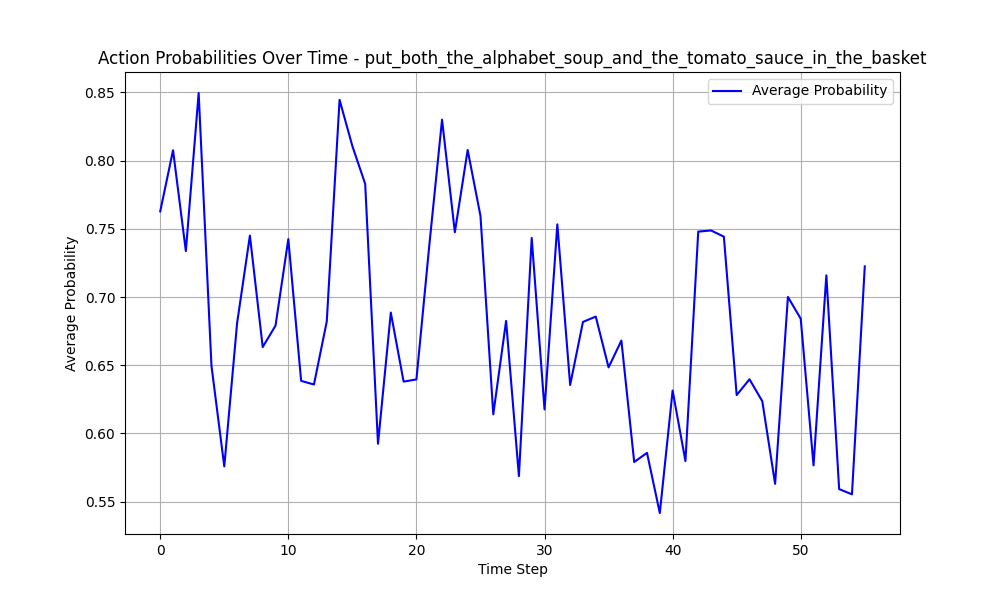 Action Probabilities Over Time - put_both_the_alphabet_soup_and_the_tomato_sauce_in_the_basket
Average Probability
0.85
0.80
0.75
0.70
0.65
0.60
0.55
Average Probability
0 10 20 30 40 50
Time Step